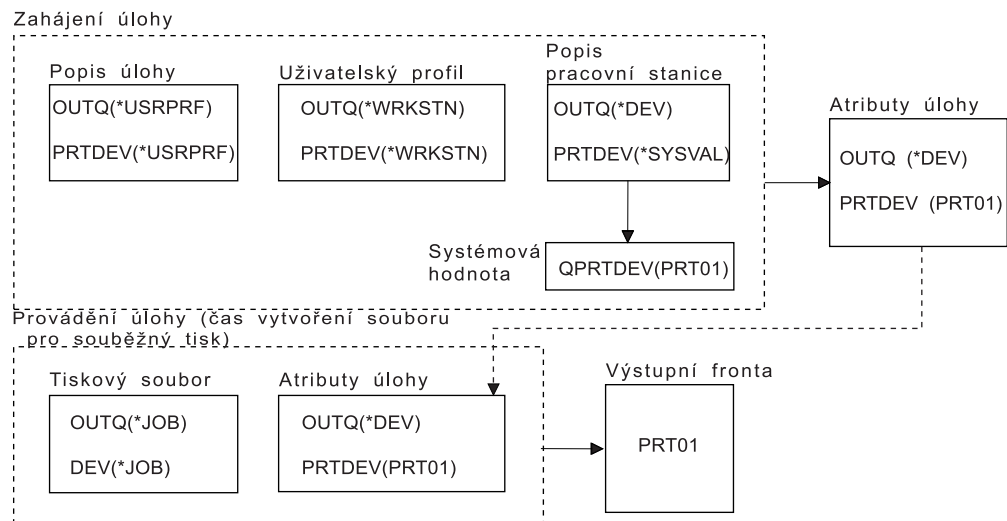 Zahájení úlohy
Popis úlohy
OUTQ(*USRPRF)
PRTDEV(*USRPRF)
Uživatelský profil
OUTQ(*WRKSTN)
PRTDEV(*WRKSTN)
Popis
pracovní stanice
OUTQ(*DEV)
PRTDEV(*SYSVAL)
Systémová
hodnota
QPRTDEV(PRT01)
Atributy úlohy
OUTQ (*DEV)
PRTDEV (PRT01)
Provádění úlohy (čas vytvoření souboru
pro souběžný tisk)
Tiskový soubor
OUTQ(*JOB)
DEV(*JOB)
Atributy úlohy
OUTQ(*DEV)
PRTDEV(PRT01)
Výstupní fronta
PRT01